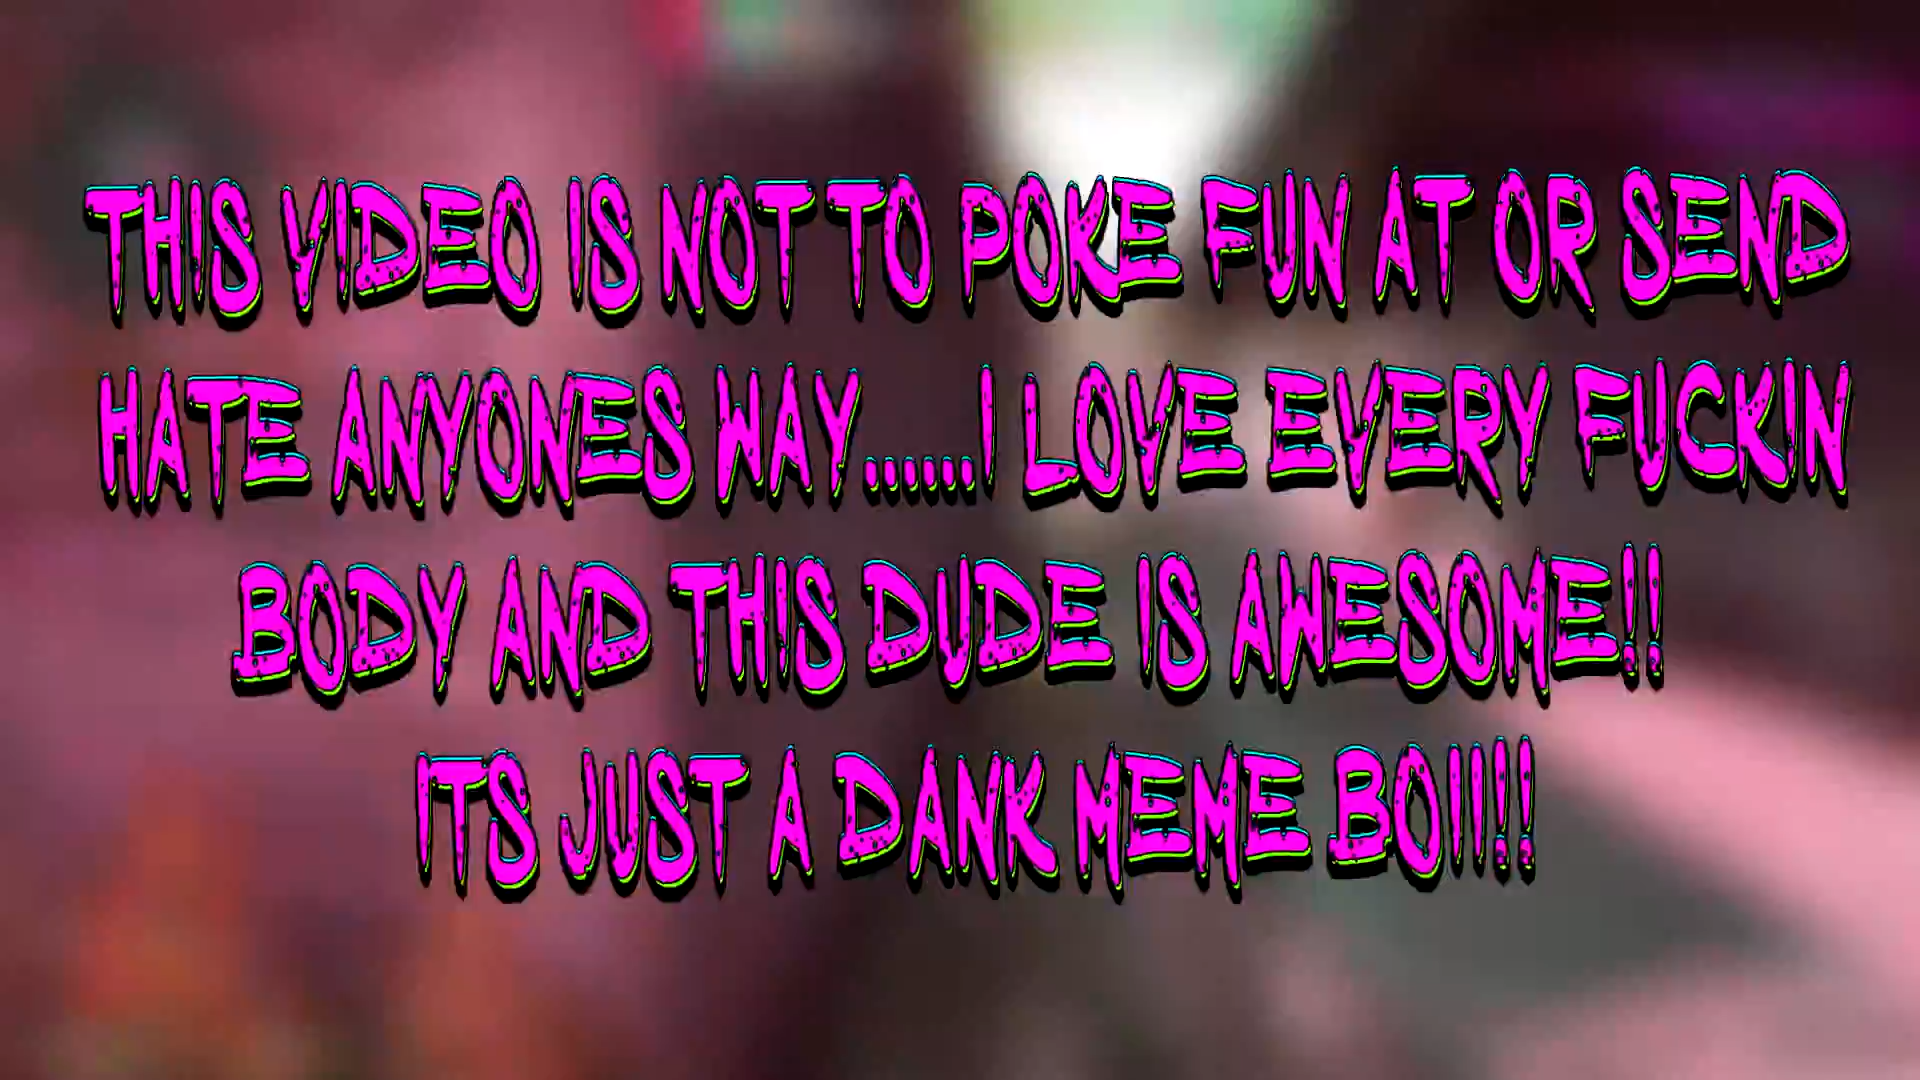 THIS VIDEO IS NOT TO POKE FUN AT OR SEND
HATE ANYONES WAY......I LOVE EVERY FUCKIN
BODY AND THIS DUDE IS AWESOME!!
ITS JUST A DANK MEME BOIII!!